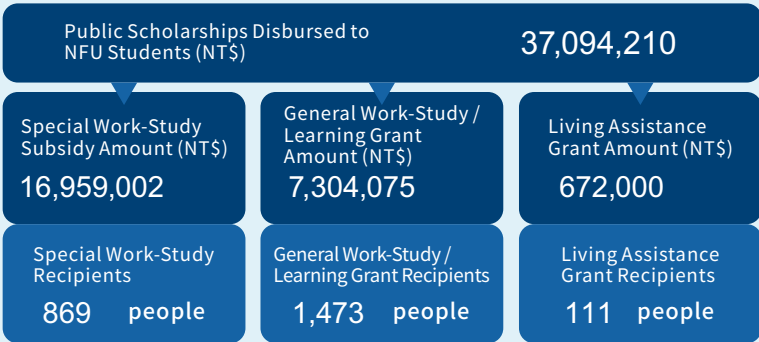 Public Scholarships Disbursed to
NFU Students (NT$)
37,094,210
Special Work-Study
Subsidy Amount (NT$)
16,959,002
General Work-Study /
Learning Grant
Amount (NT$)
7,304,075
Living Assistance
Grant Amount (NT$)
672,000
Special Work-Study
Recipients
869 people
General Work-Study /
Learning Grant Recipients
1,473 people
Living Assistance
Grant Recipients
111 people